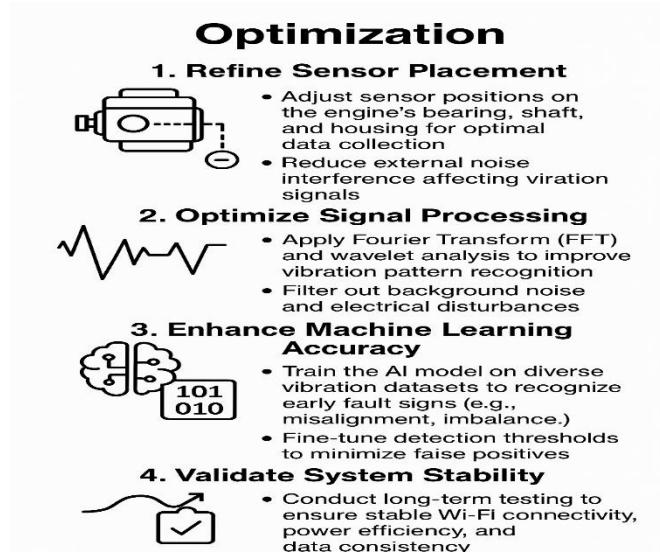 Optimization
1. Refine Sensor Placement
• Adjust sensor positions on
the engine's bearing, shaft,
and housing for optimal
data collection
• Reduce external noise
interference affecting viration
signals
2. Optimize Signal Processing
• Apply Fourier Transform (FFT)
and wavelet analysis to improve
vibration pattern recognition
• Filter out background noise
and electrical disturbances
3. Enhance Machine Learning
Accuracy
101
010
• Train the AI model on diverse
vibration datasets to recognize
early fault signs (e.g.,
misalignment, imbalance.)
• Fine-tune detection thresholds
to minimize faise positives
4. Validate System Stability
• Conduct long-term testing to
ensure stable Wi-Fi connectivity,
power efficiency, and
data consistency